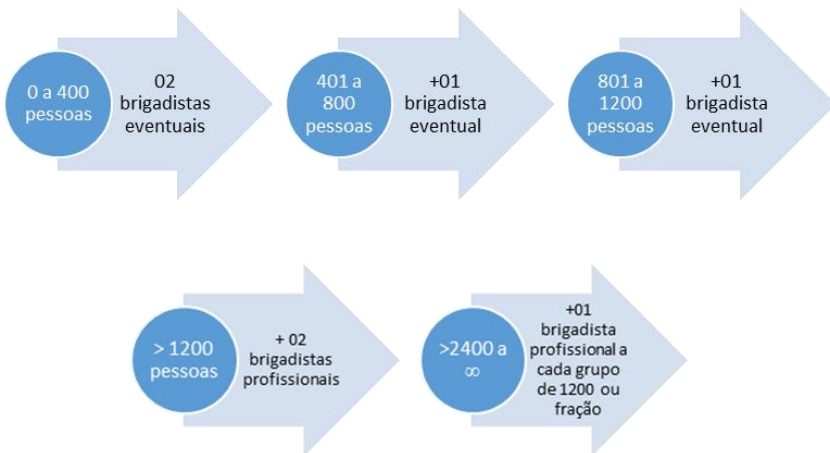 0 a 400
pessoas
02
brigadistas
eventuais
401 a
800
pessoas
+01
brigadista
eventual
801 a
1200
pessoas
+01
brigadista
eventual
> 1200
pessoas
+ 02
brigadistas
profissionais
>2400 a
∞
+01
brigadista
profissional a
cada grupo
de 1200 ou
fração